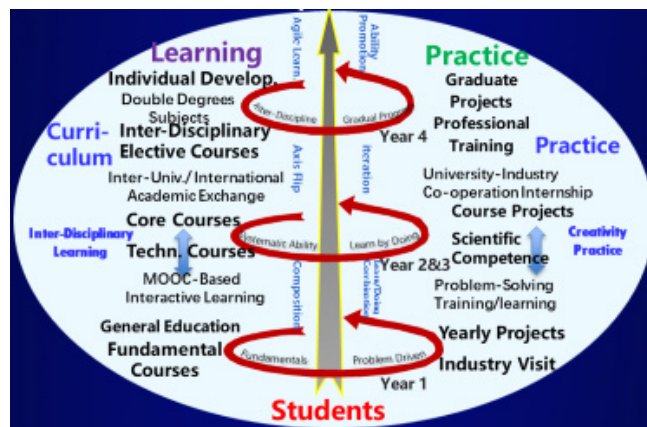 Learning
Individual Develop.
Double Degrees
Subjects
Curri-
culum
Inter-Disciplinary
Elective Courses
Inter-Univ./ International
Academic Exchange
Core Courses
Inter-Disciplinary
Learning
Techn. Courses
MOOC-Based
Interactive Learning
General Education
Fundamental
Courses
Agile Learn.
Ability
Promotion
Inter-Discipline
Gradual Progress
Year 4
Axis Flip
iteration
Systematic Ability
Learn by Doing
Year 2&3
Composition
Learn/Doing
Combination
Fundamentals
Problem Driven
Year 1
Students
Practice
Graduate
Projects
Professional
Training
Practice
University-Industry
Co-operation Internship
Course Projects
Scientific
Competence
Creativity
Practice
Problem-Solving
Training/learning
Yearly Projects
Industry Visit